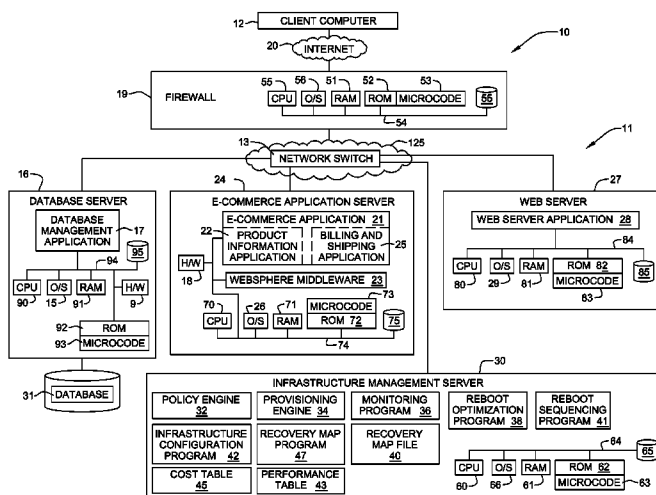 12
CLIENT COMPUTER
10
20
INTERNET
19
FIREWALL
55 56 51 52 53
CPU O/S RAM ROM MICROCODE
56
54
13
NETWORK SWITCH
125
11
16
DATABASE SERVER
DATABASE MANAGEMENT APPLICATION
17
95
94
CPU O/S RAM H/W
90 15 91 9
92 ROM
93 MICROCODE
31
DATABASE
24
E-COMMERCE APPLICATION SERVER
E-COMMERCE APPLICATION 21
22
PRODUCT INFORMATION APPLICATION
BILLING AND SHIPPING APPLICATION
25
H/W
18
WEBSPHERE MIDDLEWARE 23
70 26 71 73
CPU O/S RAM
MICROCODE
ROM 72
75
74
27
WEB SERVER
WEB SERVER APPLICATION 28
84
CPU O/S RAM
ROM 82
MICROCODE
85
80 29 81 83
30
INFRASTRUCTURE MANAGEMENT SERVER
POLICY ENGINE 32
PROVISIONING ENGINE 34
MONITORING PROGRAM 36
REBOOT OPTIMIZATION PROGRAM 38
REBOOT SEQUENCING PROGRAM 41
INFRASTRUCTURE CONFIGURATION PROGRAM 42
RECOVERY MAP PROGRAM 47
RECOVERY MAP FILE 40
COST TABLE 45
PERFORMANCE TABLE 43
64
65
CPU O/S RAM
ROM 62
MICROCODE
60 66 61 63